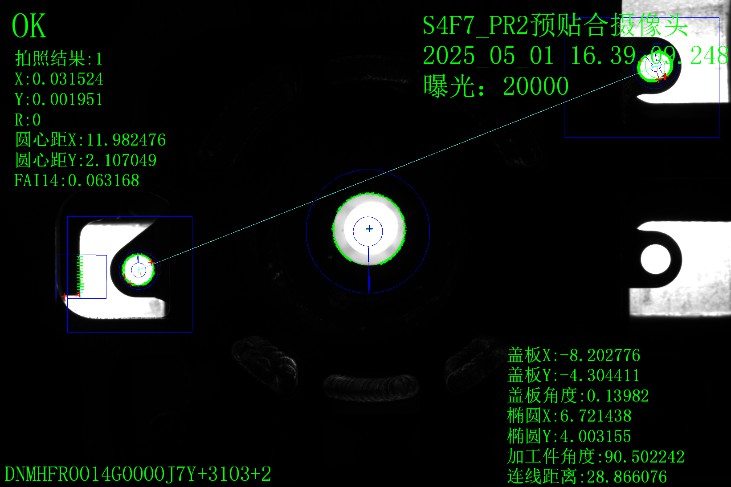 OK
S4F7_PR2预贴合摄像头
2025_05_01 16.39.09.248
曝光: 20000
拍照结果:1
X:0.031524
Y:0.001951
R:0
圆心距X:11.982476
圆心距Y:2.107049
FAI14:0.063168
盖板X:-8.202776
盖板Y:-4.304411
盖板角度:0.13982
椭圆X:6.721438
椭圆Y:4.003155
加工件角度:90.502242
连线距离:28.866076
DNMHFR0014G0000J7Y+3103+2